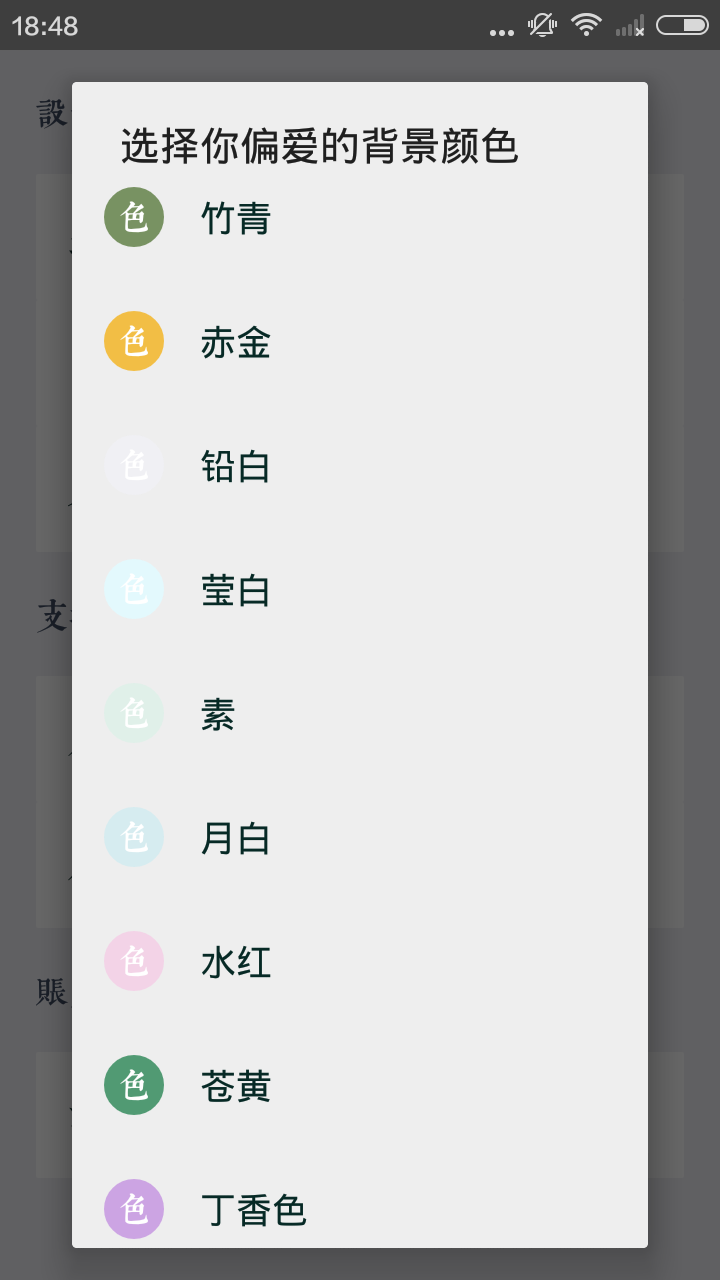 18:48
設
选择你偏爱的背景颜色
色 竹青
色 赤金
色 铅白
色 莹白
支
色 素
色 月白
色 水红
賬
色 苍黄
色 丁香色